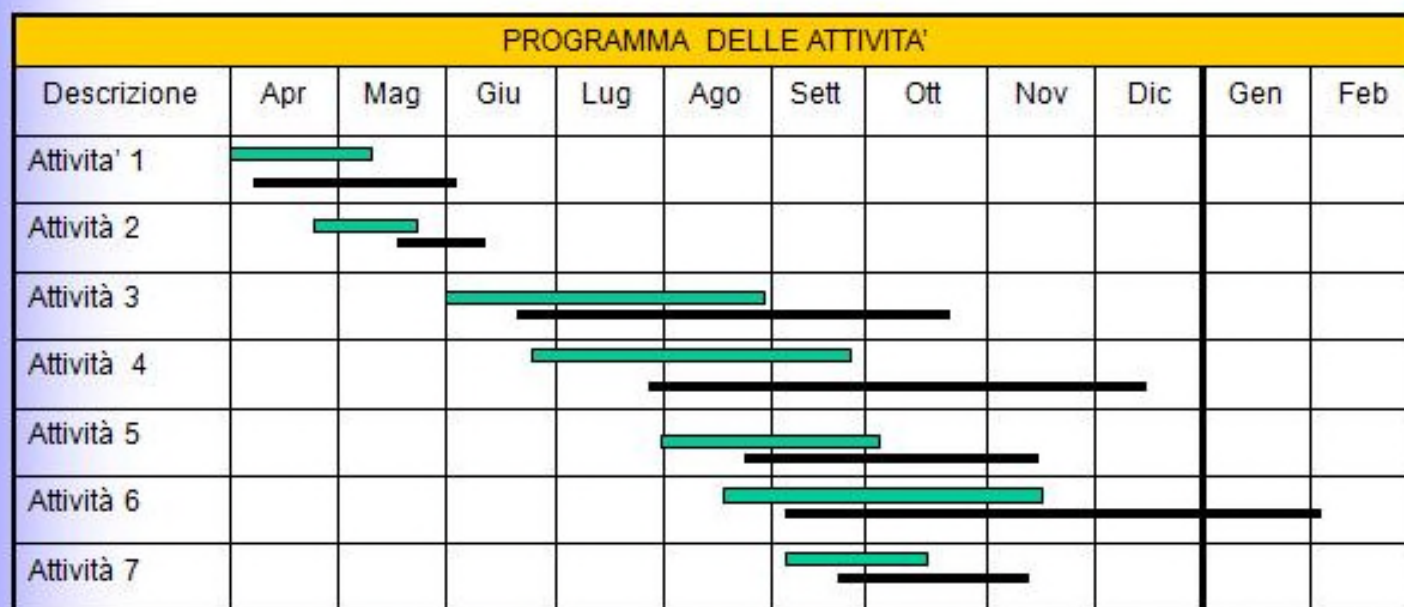 PROGRAMMA DELLE ATTIVITA'
Descrizione Apr Mag Giu Lug Ago Sett Ott Nov Dic Gen Feb
Attivita' 1
Attività 2
Attività 3
Attività 4
Attività 5
Attività 6
Attività 7